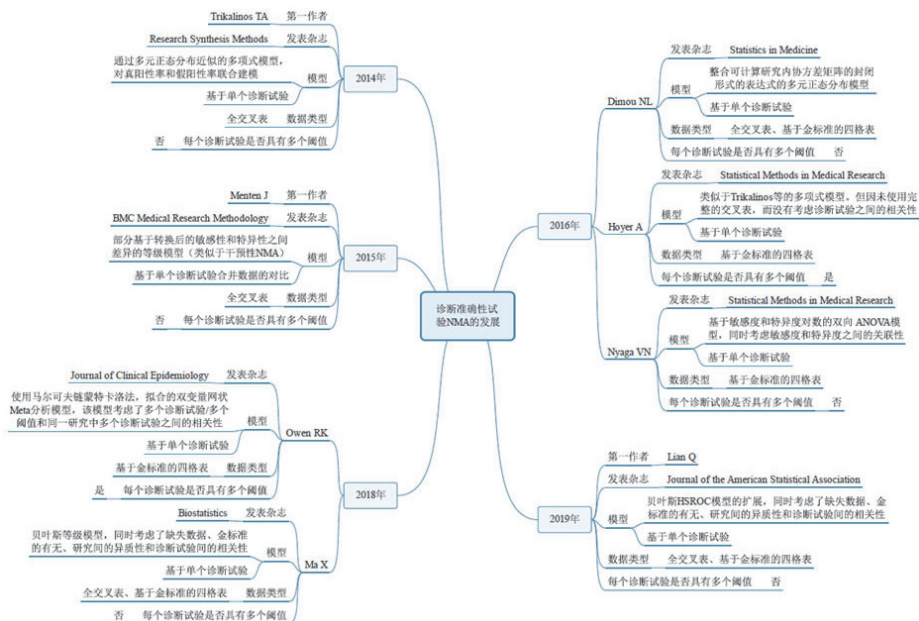 诊断准确性试
验NMA的发展
2014年
Trikalinos TA 第一作者
Research Synthesis Methods 发表杂志
通过多元正态分布近似的多项式模型，
对真阳性率和假阳性率联合建模
模型
基于单个诊断试验
全交叉表 数据类型
否 每个诊断试验是否具有多个阈值
2015年
Menten J 第一作者
BMC Medical Research Methodology 发表杂志
部分基于转换后的敏感性和特异性之间
差异的等级模型（类似于干预性NMA）
模型
基于单个诊断试验合并数据的对比
全交叉表 数据类型
否 每个诊断试验是否具有多个阈值
2018年
Owen RK
Journal of Clinical Epidemiology 发表杂志
使用马尔可夫链蒙特卡洛法，拟合的双变量网状
Meta分析模型，该模型考虑了多个诊断试验/多个
阈值和同一研究中多个诊断试验之间的相关性
模型
基于单个诊断试验
基于金标准的四格表 数据类型
是 每个诊断试验是否具有多个阈值
Ma X
Biostatistics 发表杂志
贝叶斯等级模型，同时考虑了缺失数据、金标准
的有无、研究间的异质性和诊断试验间的相关性
模型
基于单个诊断试验
全交叉表、基于金标准的四格表 数据类型
否 每个诊断试验是否具有多个阈值
2016年
Dimou NL
发表杂志 Statistics in Medicine
整合可计算研究内协方差矩阵的封闭
形式的表达式的多元正态分布模型
模型
基于单个诊断试验
数据类型 全交叉表、基于金标准的四格表
每个诊断试验是否具有多个阈值 否
Hoyer A
发表杂志 Statistical Methods in Medical Research
类似于Trikalinos等的多项式模型，但因未使用完
整的交叉表，而没有考虑诊断试验之间的相关性
模型
基于单个诊断试验
数据类型 基于金标准的四格表
每个诊断试验是否具有多个阈值 是
Nyaga VN
发表杂志 Statistical Methods in Medical Research
基于敏感度和特异度对数的双向 ANOVA模
型，同时考虑敏感度和特异度之间的关联性
模型
基于单个诊断试验
数据类型 基于金标准的四格表
每个诊断试验是否具有多个阈值 否
2019年
第一作者 Lian Q
发表杂志 Journal of the American Statistical Association
贝叶斯HSROC模型的扩展，同时考虑了缺失数据、金
标准的有无、研究间的异质性和诊断试验间的相关性
模型
基于单个诊断试验
数据类型 全交叉表、基于金标准的四格表
每个诊断试验是否具有多个阈值 否